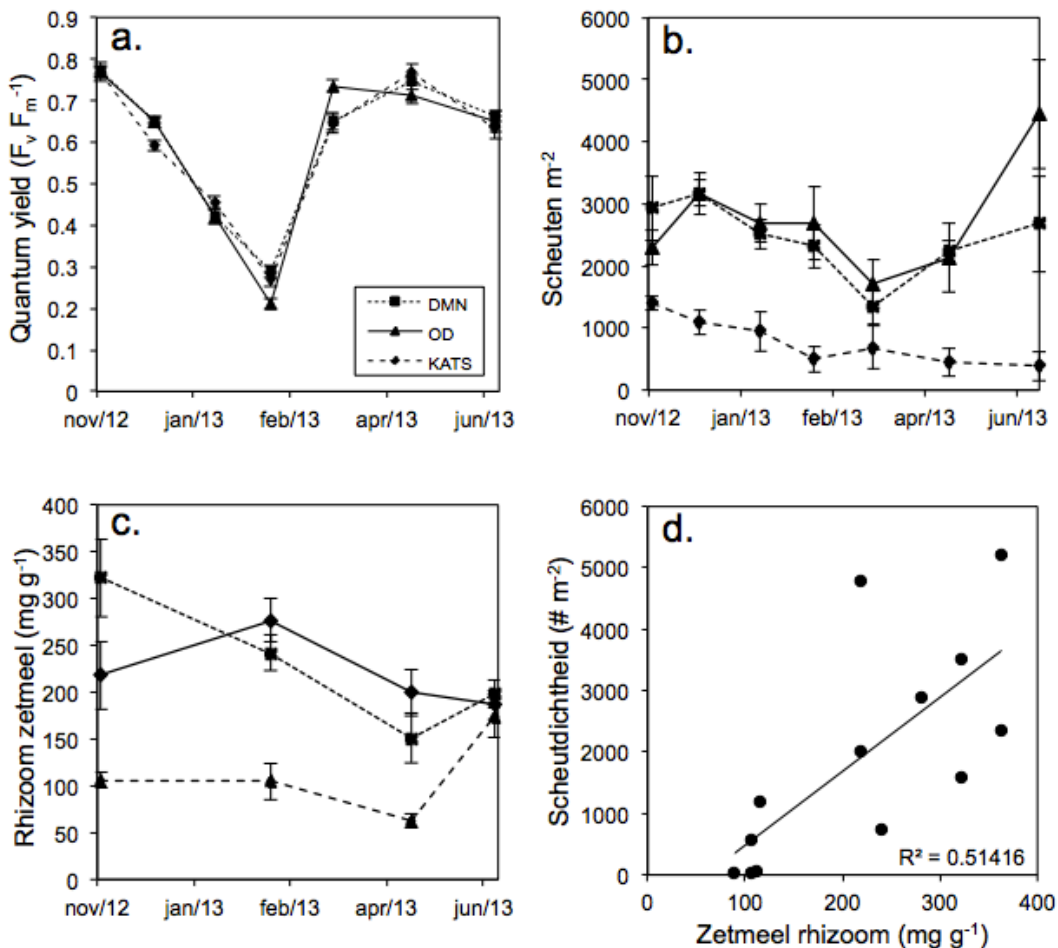 a.
Quantum yield (Fv Fm-1)
0.9
0.8
0.7
0.6
0.5
0.4
0.3
0.2
0.1
0
nov/12 jan/13 feb/13 apr/13 jun/13
DMN
OD
KATS
b.
Scheuten m-2
6000
5000
4000
3000
2000
1000
0
nov/12 jan/13 feb/13 apr/13 jun/13
c.
Rhizoom zetmeel (mg g-1)
400
350
300
250
200
150
100
50
0
nov/12 jan/13 feb/13 apr/13 jun/13
d.
Scheutdichtheid (# m-2)
6000
5000
4000
3000
2000
1000
0
R² = 0.51416
0 100 200 300 400
Zetmeel rhizoom (mg g-1)